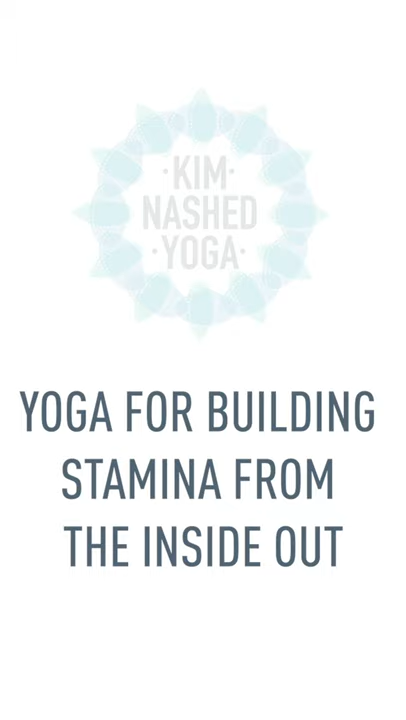 ·KIM·
NASHED
·YOGA·
YOGA FOR BUILDING
STAMINA FROM
THE INSIDE OUT